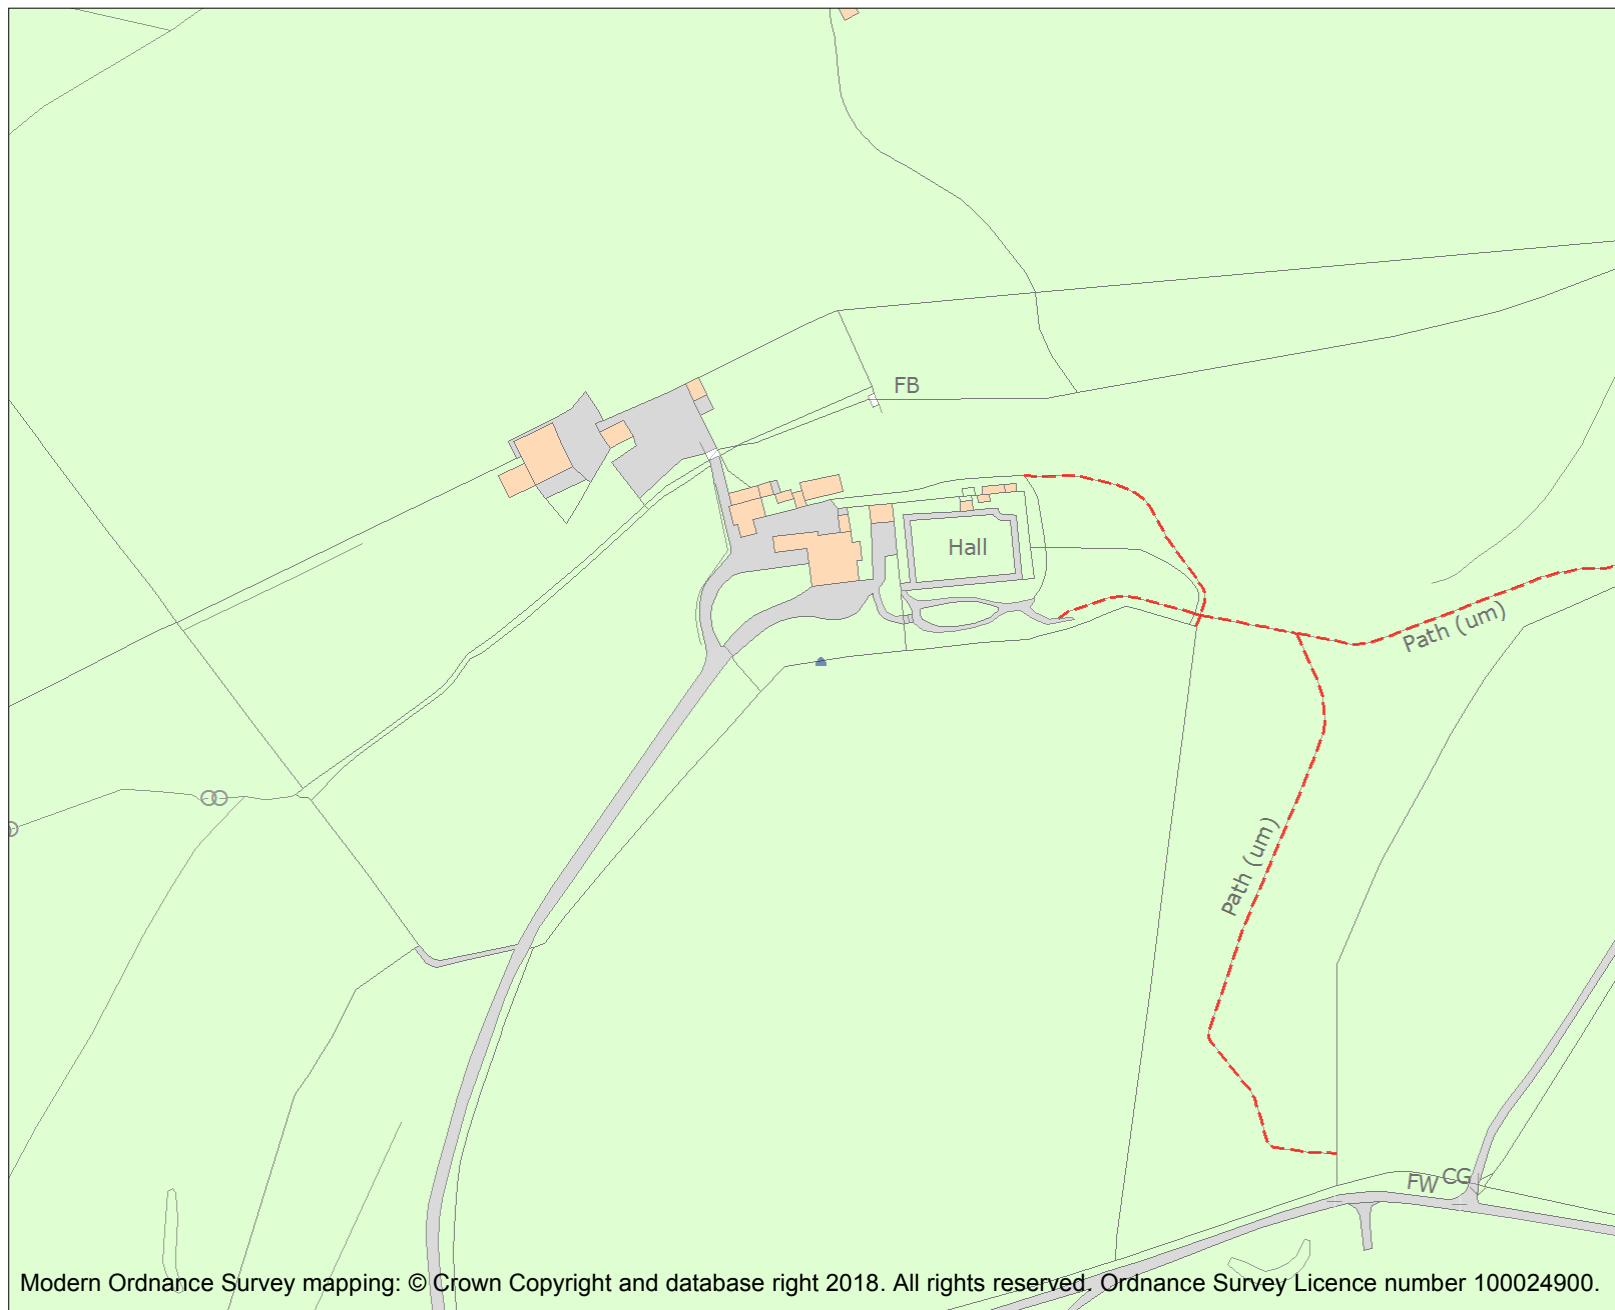 FB
Hall
Path (um)
Path (um)
FW
CG
Modern Ordnance Survey mapping: © Crown Copyright and database right 2018. All rights reserved. Ordnance Survey Licence number 100024900.